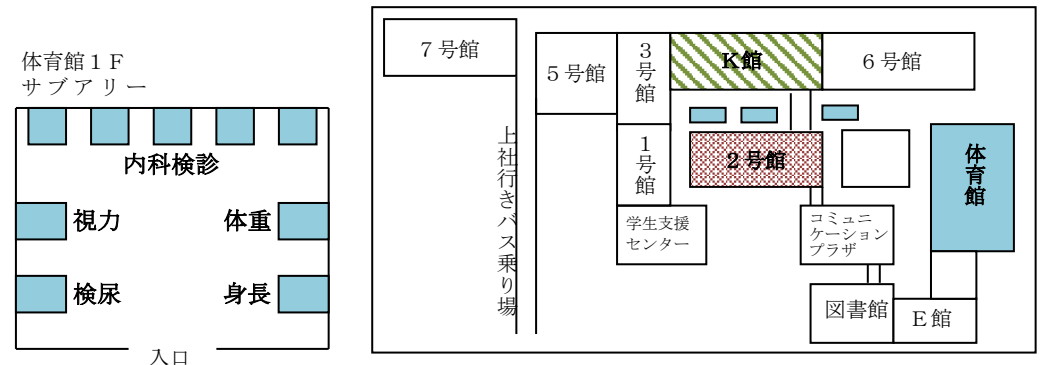 体育館１Ｆ
サブアリー
内科検診
視力
体重
検尿
身長
入口
７号館
５号館
３号館
Ｋ館
６号館
１号館
２号館
体育館
上社行きバス乗り場
学生支援
センター
コミュニ
ケーション
プラザ
図書館
Ｅ館